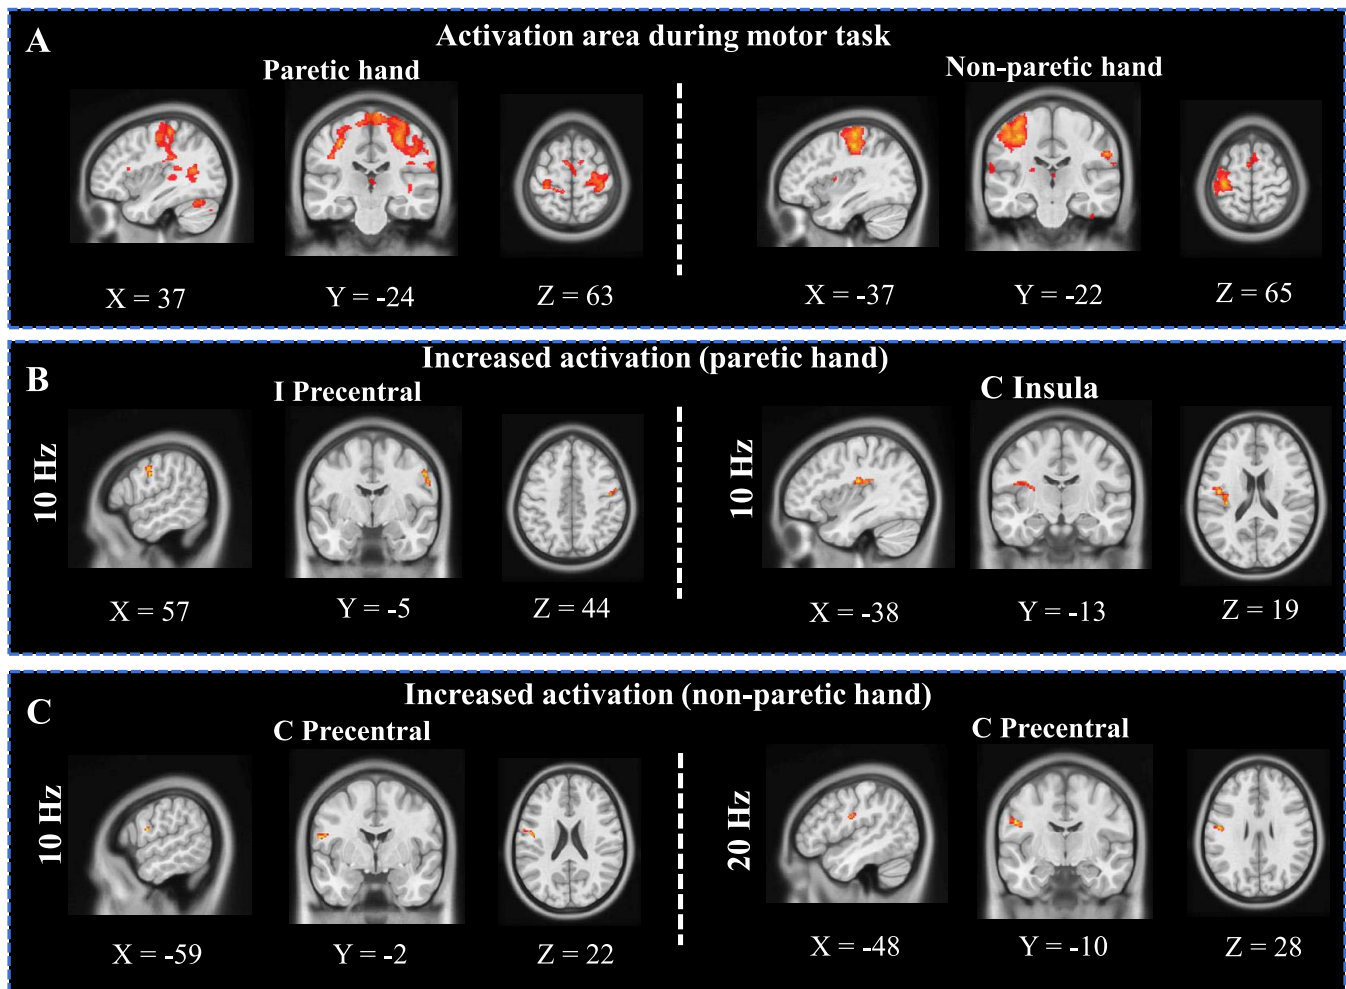 A
Activation area during motor task
Paretic hand
Non-paretic hand
X = 37
Y = -24
Z = 63
X = -37
Y = -22
Z = 65
B
Increased activation (paretic hand)
I Precentral
C Insula
10 Hz
10 Hz
X = 57
Y = -5
Z = 44
X = -38
Y = -13
Z = 19
C
Increased activation (non-paretic hand)
C Precentral
C Precentral
10 Hz
20 Hz
X = -59
Y = -2
Z = 22
X = -48
Y = -10
Z = 28